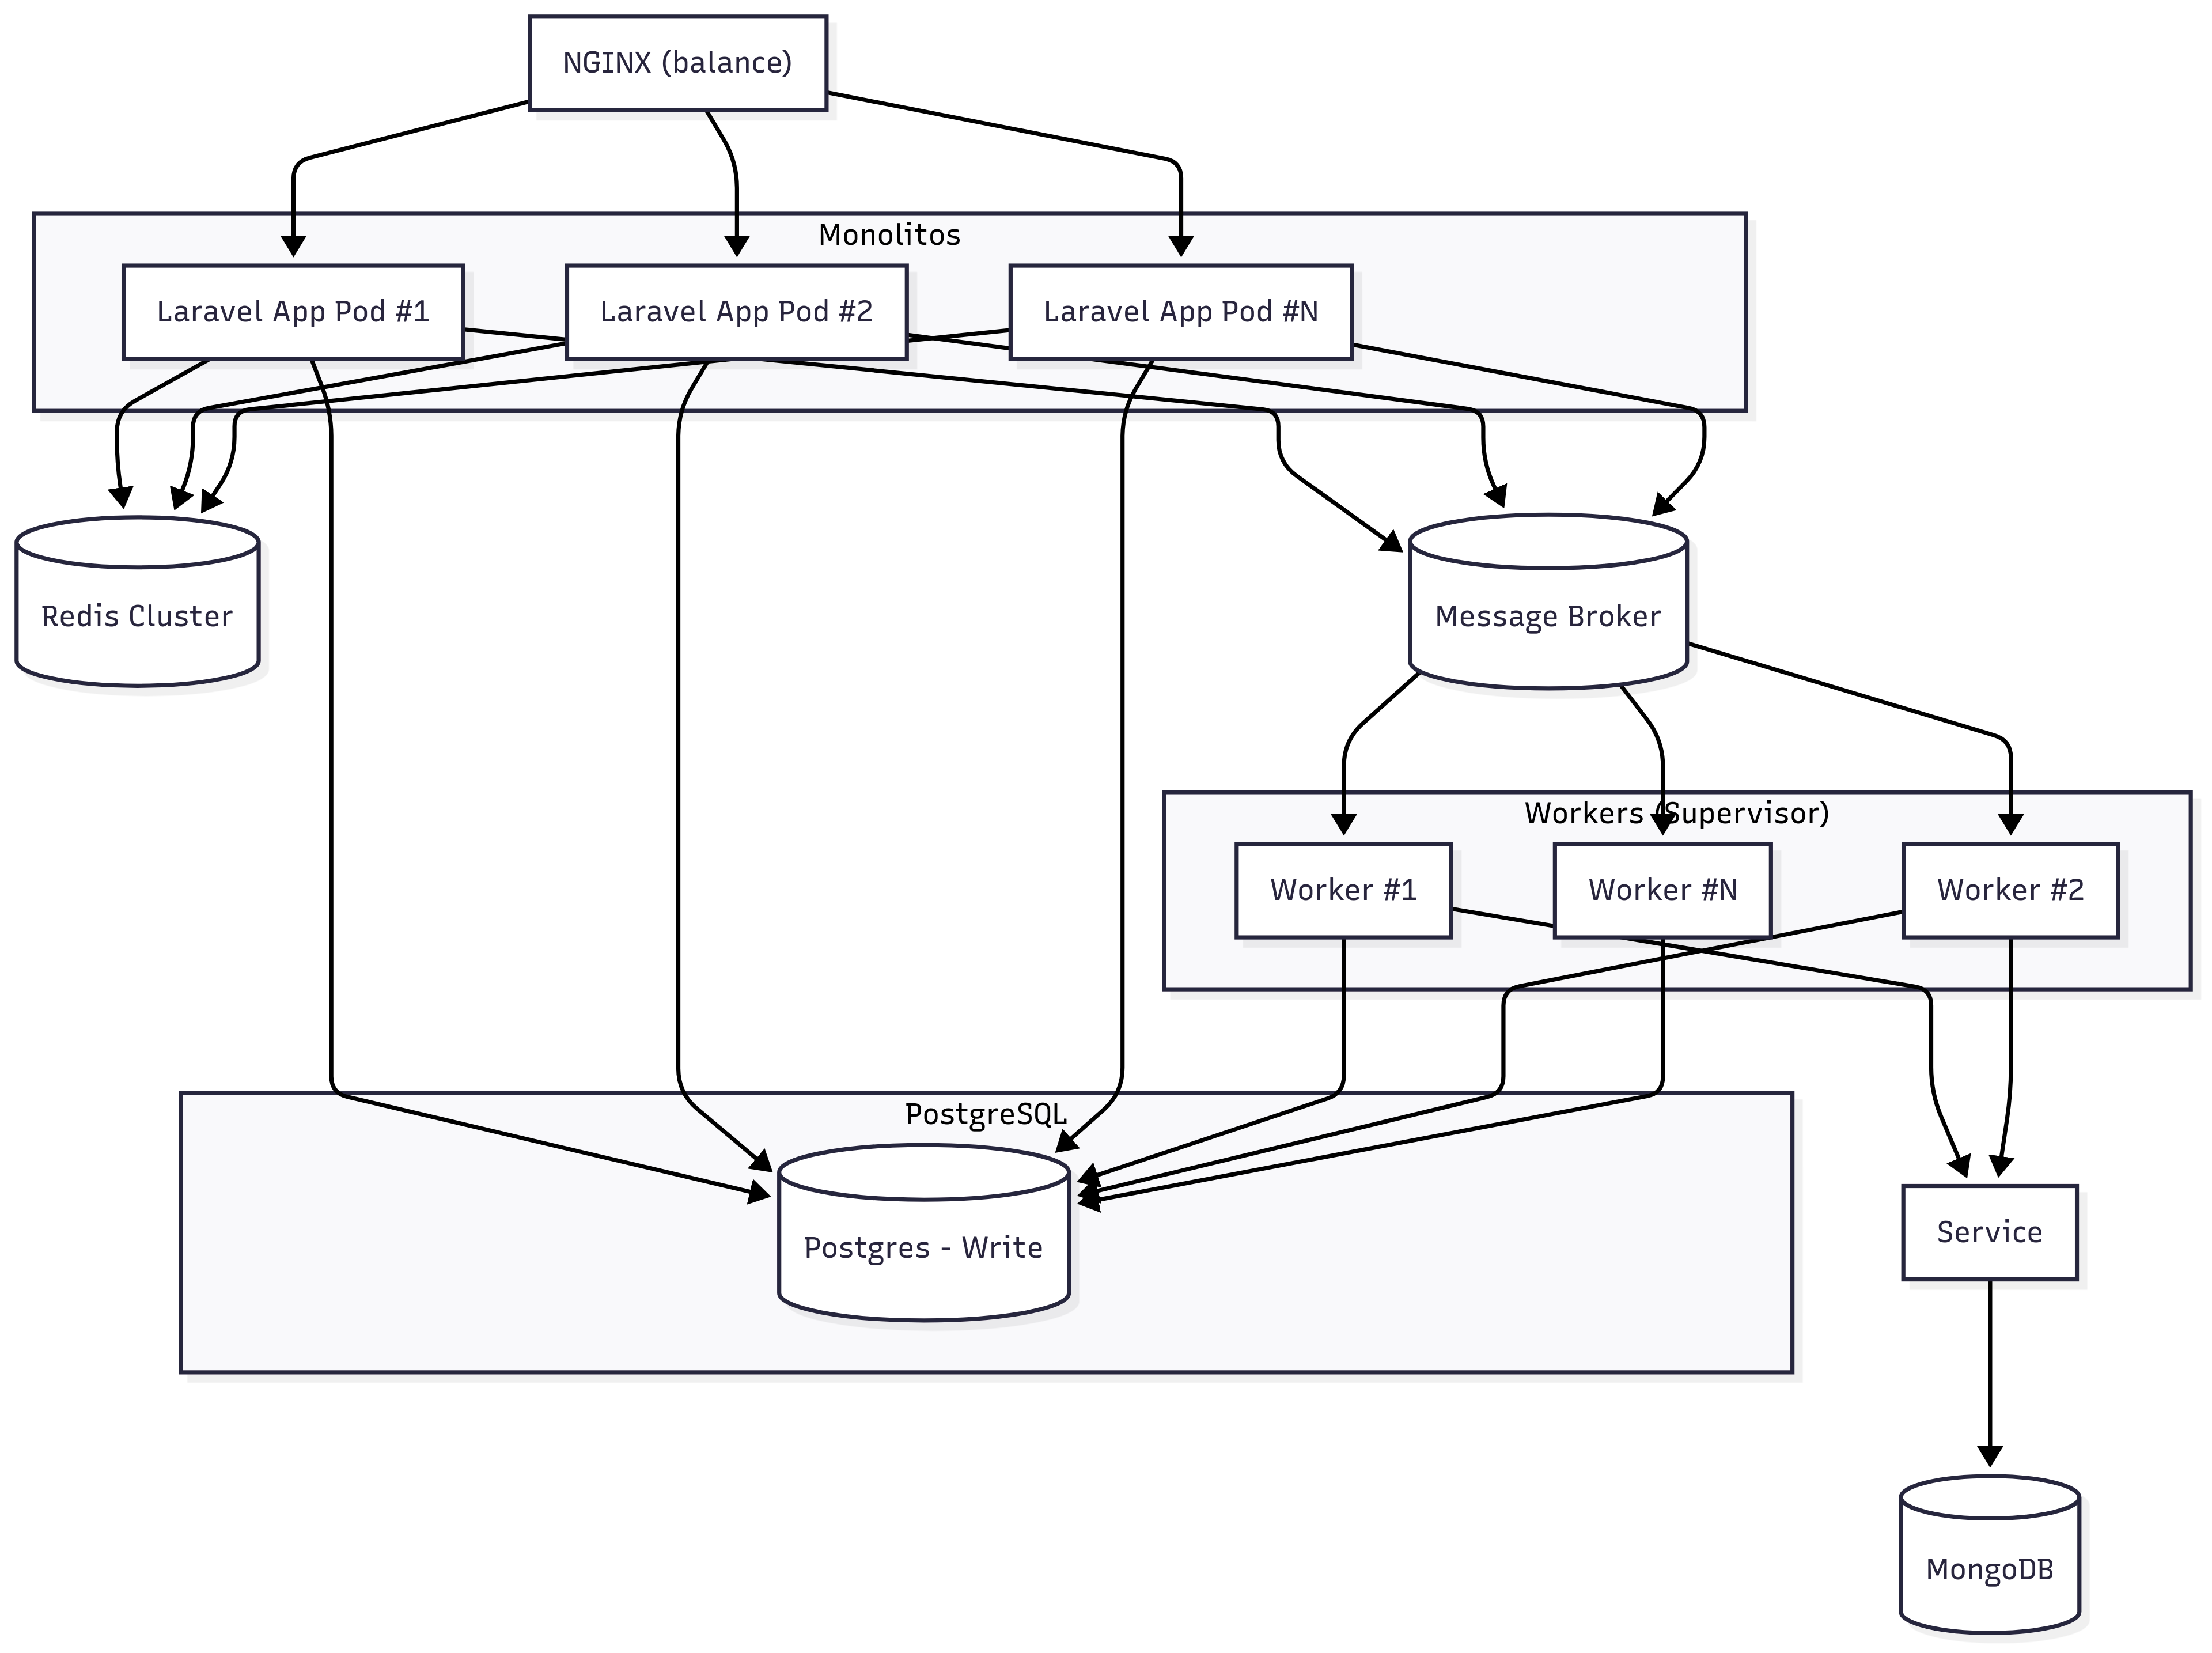 NGINX (balance)
Monolitos
Laravel App Pod #1
Laravel App Pod #2
Laravel App Pod #N
Redis Cluster
Message Broker
Workers (Supervisor)
Worker #1
Worker #N
Worker #2
PostgreSQL
Postgres - Write
Service
MongoDB